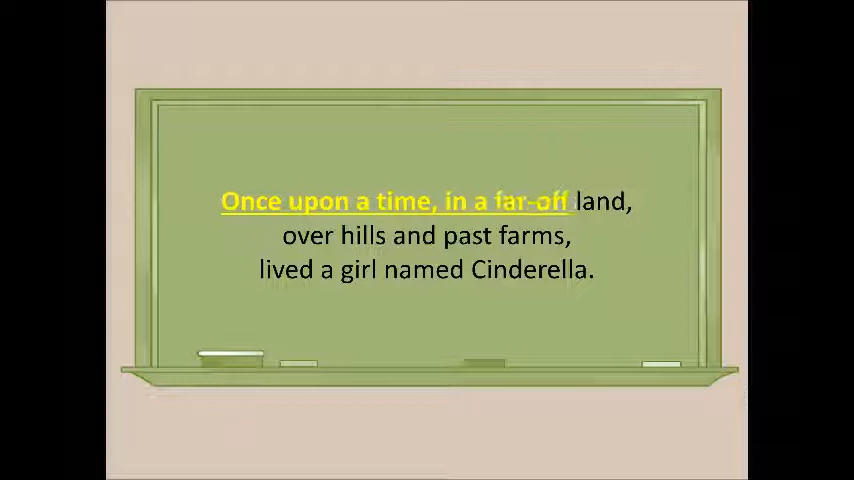 Once upon a time, in a far-off land,
over hills and past farms,
lived a girl named Cinderella.